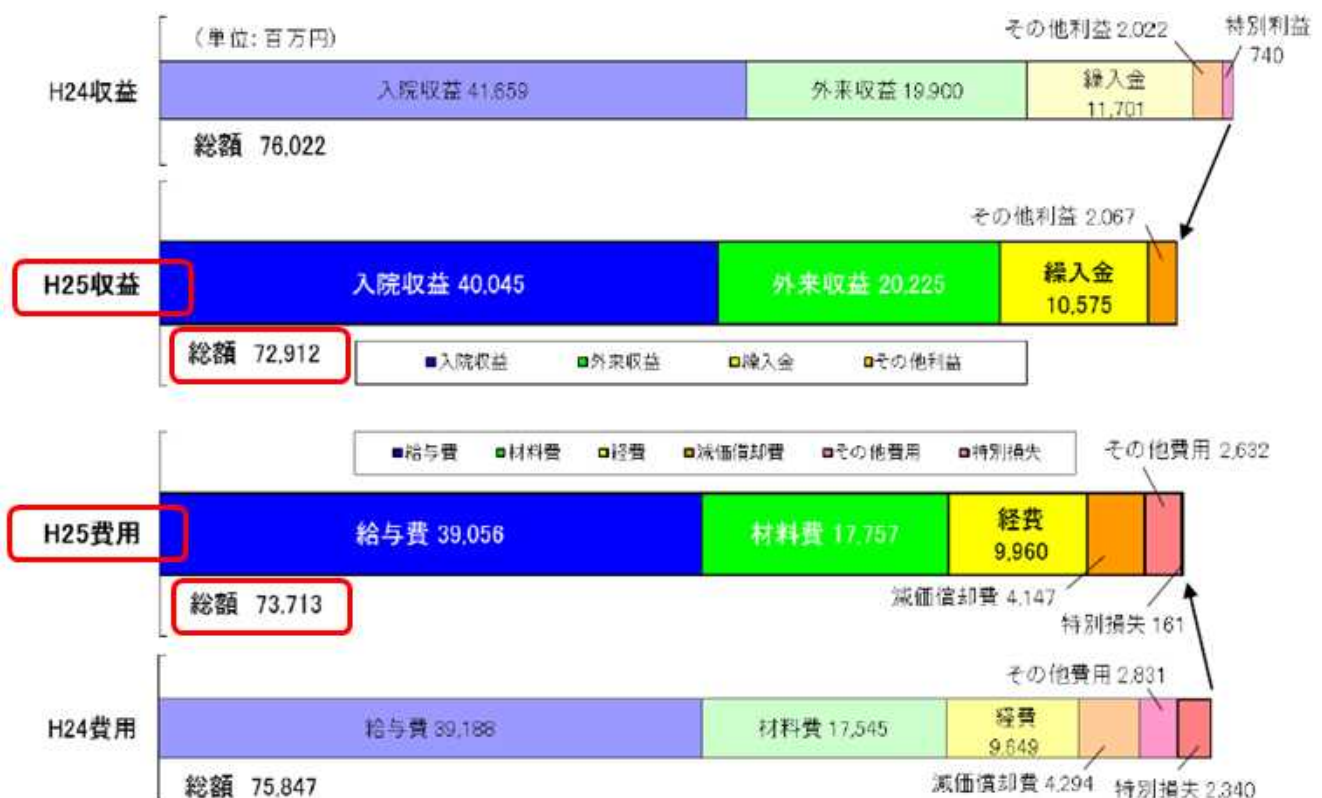 （単位：百万円）
その他利益 2,022
特別利益
740
H24収益
入院収益 41,659
外来収益 19,900
繰入金
11,701
総額 76,022
その他利益 2,067
H25収益
入院収益 40,045
外来収益 20,225
繰入金
10,575
総額 72,912
■入院収益 ■外来収益 ■繰入金 ■その他利益
■給与費 ■材料費 ■経費 ■減価償却費 ■その他費用 ■特別損失
その他費用 2,632
H25費用
給与費 39,056
材料費 17,757
経費
9,960
総額 73,713
減価償却費 4,147
特別損失 161
その他費用 2,831
H24費用
給与費 39,188
材料費 17,545
経費
9,649
総額 75,847
減価償却費 4,294
特別損失 2,340